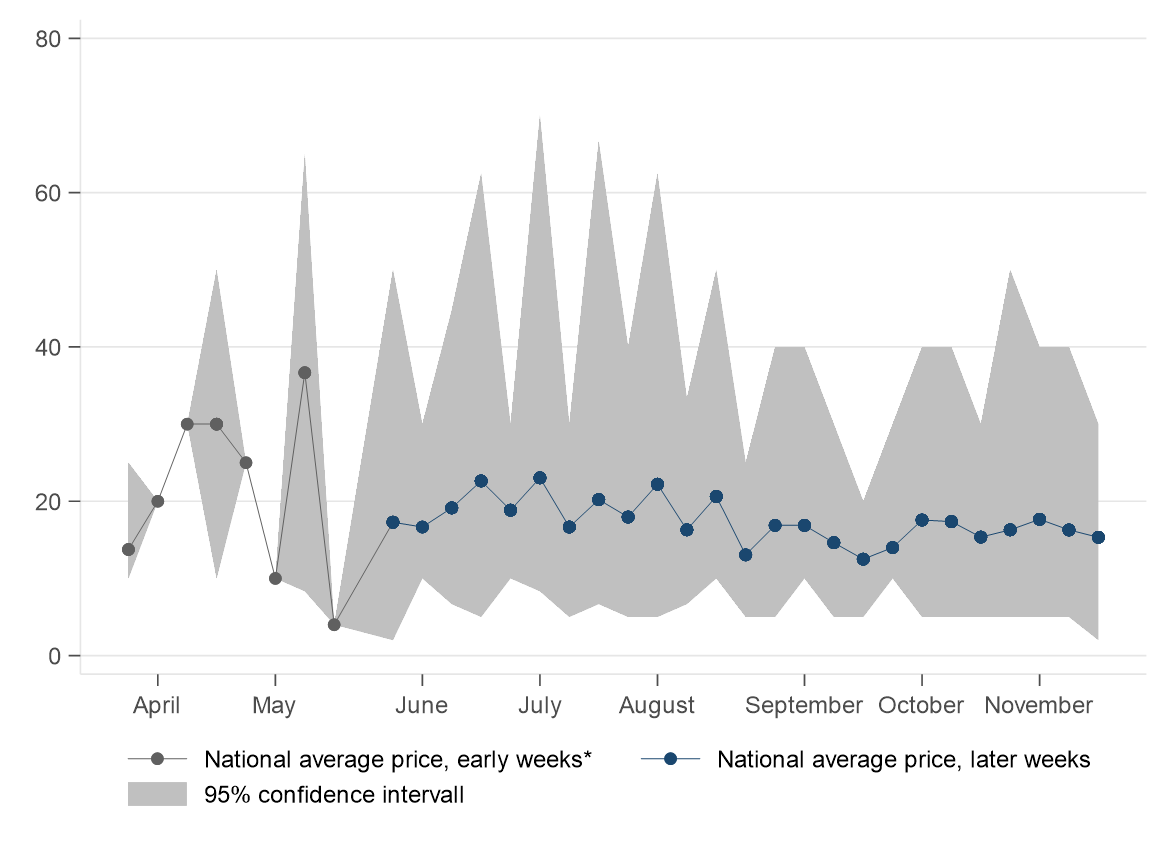 80
60
40
20
0
April May June July August September October November
National average price, early weeks* National average price, later weeks
95% confidence intervall